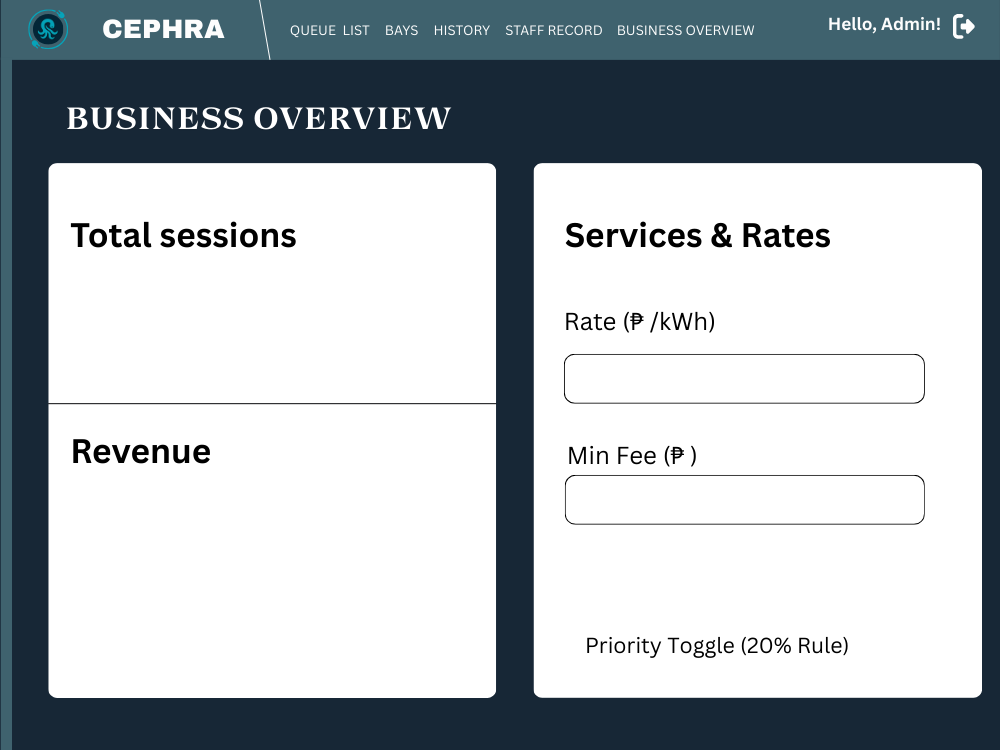 CEPHRA
QUEUE LIST BAYS HISTORY STAFF RECORD BUSINESS OVERVIEW
Hello, Admin!
BUSINESS OVERVIEW
Total sessions
Revenue
Services & Rates
Rate (₱ /kWh)
Min Fee (₱ )
Priority Toggle (20% Rule)